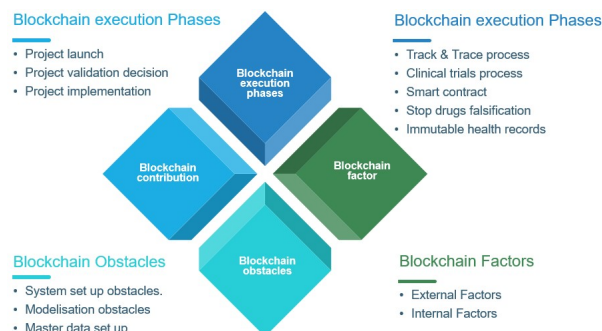 Blockchain execution Phases
• Project launch
• Project validation decision
• Project implementation
Blockchain execution Phases
• Track & Trace process
• Clinical trials process
• Smart contract
• Stop drugs falsification
• Immutable health records
Blockchain
execution
phases
Blockchain
contribution
Blockchain
factor
Blockchain
obstacles
Blockchain Obstacles
• System set up obstacles.
• Modelisation obstacles
• Master data set up
Blockchain Factors
• External Factors
• Internal Factors